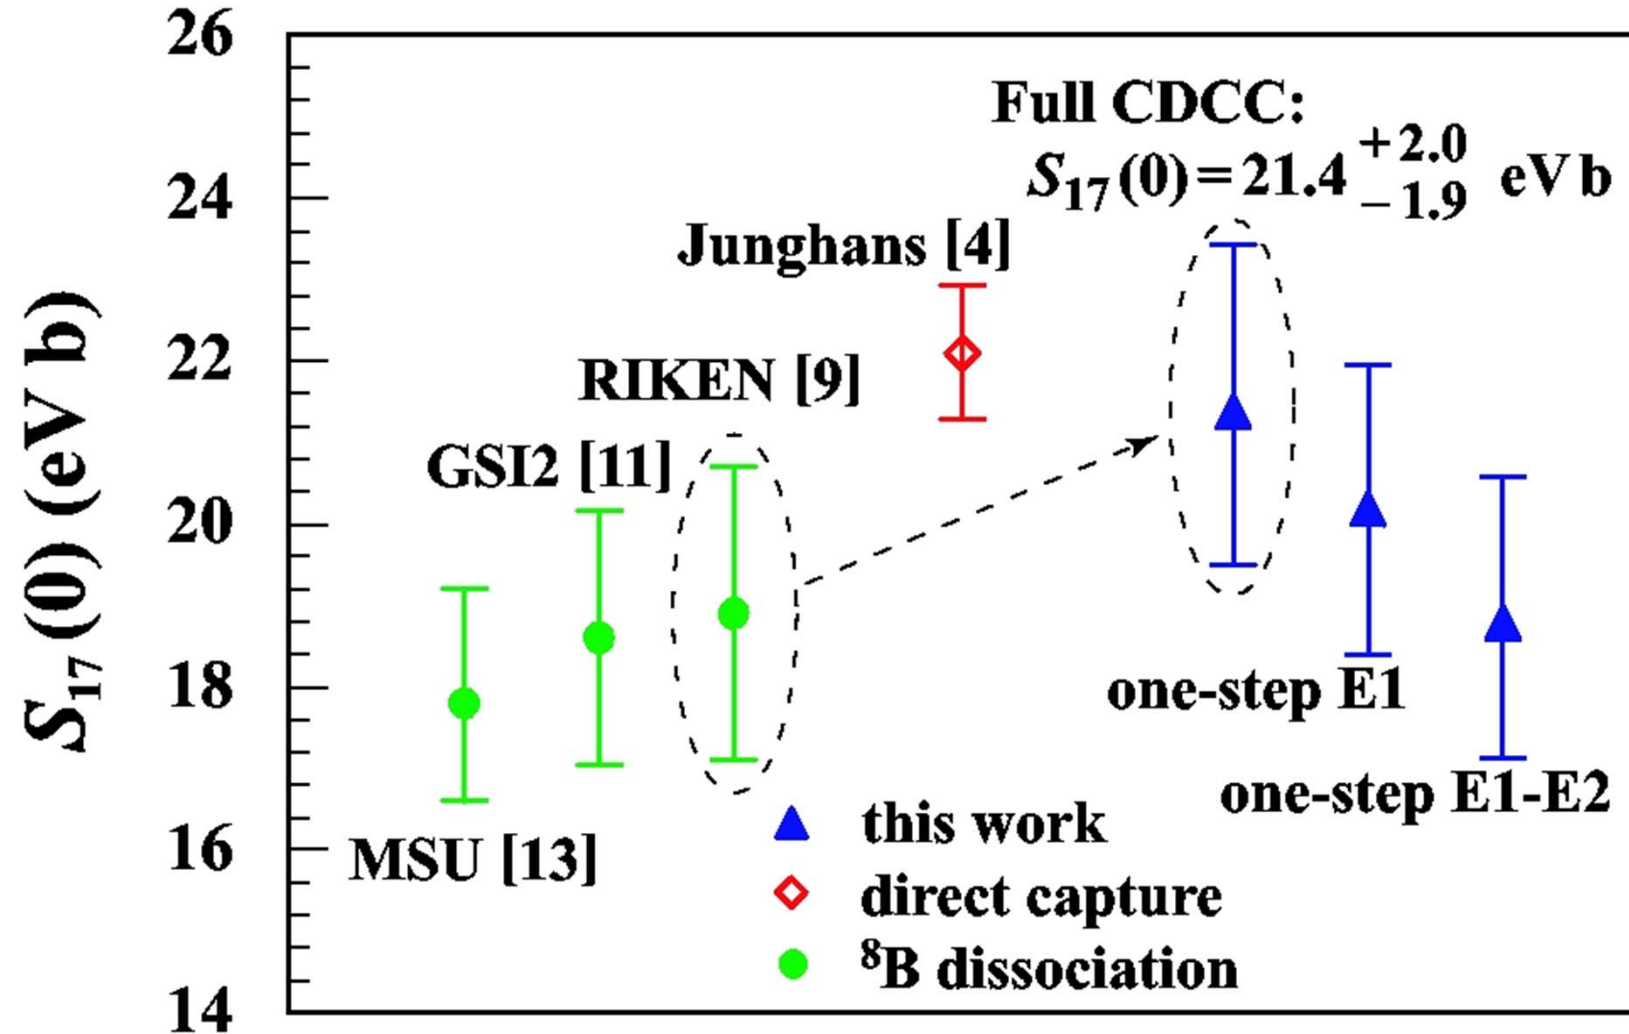 26
Full CDCC:
S₁₇(0)=21.4 +2.0 −1.9 eV b
24
Junghans [4]
22
RIKEN [9]
GSI2 [11]
20
S₁₇(0) (eV b)
18
one-step E1
one-step E1-E2
16
MSU [13]
this work
direct capture
⁸B dissociation
14